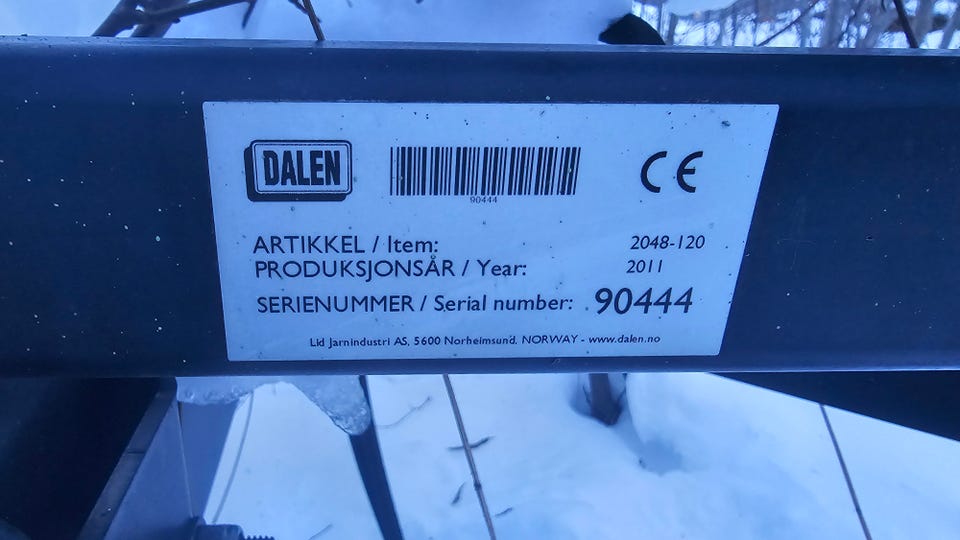 DALEN
90444
CE
ARTIKKEL / Item: 2048-120
PRODUKSJONSÅR / Year: 2011
SERIENUMMER / Serial number: 90444
Lid Jarnindustri AS, 5600 Norheimsund. NORWAY - www.dalen.no